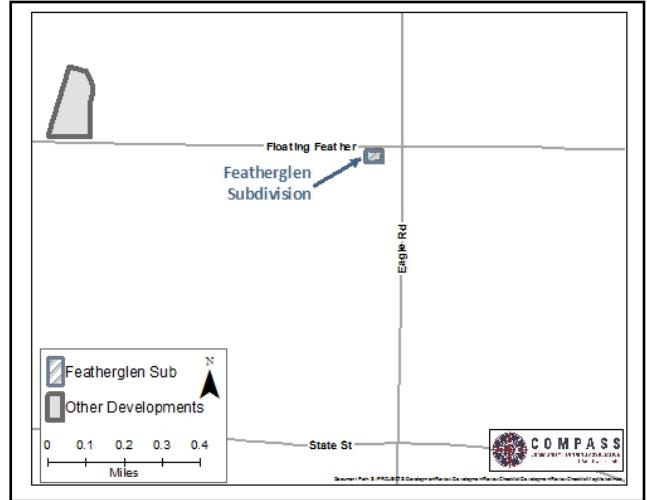 Floating Feather
Featherglen
Subdivision
Eagle Rd
Featherglen Sub
N
Other Developments
0 0.1 0.2 0.3 0.4
Miles
State St
COMPASS